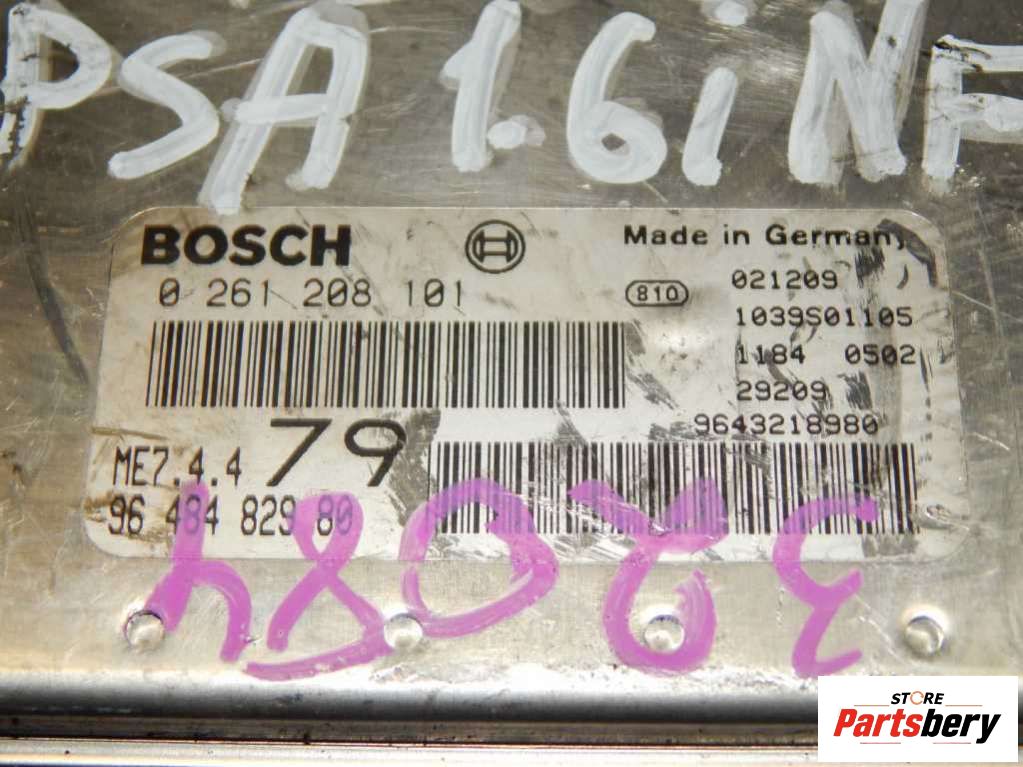 PSA 1.6i NF
BOSCH
Made in Germany
0 261 208 101
810
021209
1039S01105
1184 0502
29209
9643218980
79
ME7.4.4
96 484 829 80
STORE
Partsbery